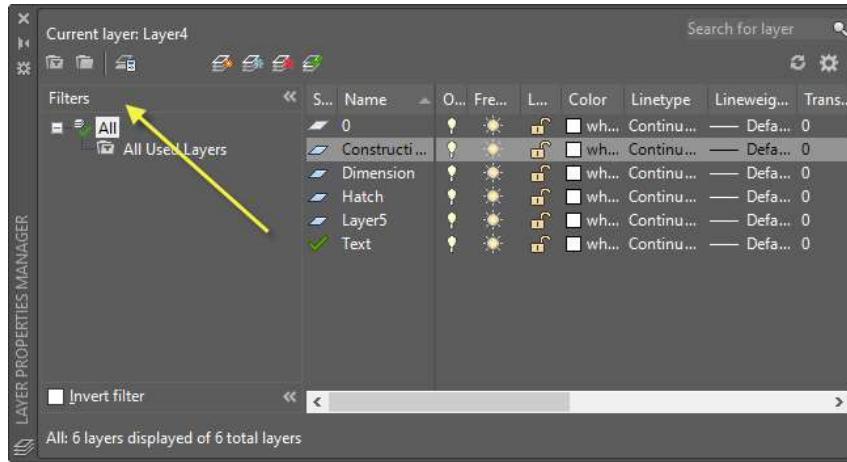 Current layer: Layer4
Search for layer
Filters
S... Name O... Fre... L... Color Linetype Lineweig... Trans...
All
All Used Layers
0 wh... Continu... Defa... 0
Constructi... wh... Continu... Defa... 0
Dimension wh... Continu... Defa... 0
Hatch wh... Continu... Defa... 0
Layer5 wh... Continu... Defa... 0
Text wh... Continu... Defa... 0
Invert filter
All: 6 layers displayed of 6 total layers
LAYER PROPERTIES MANAGER